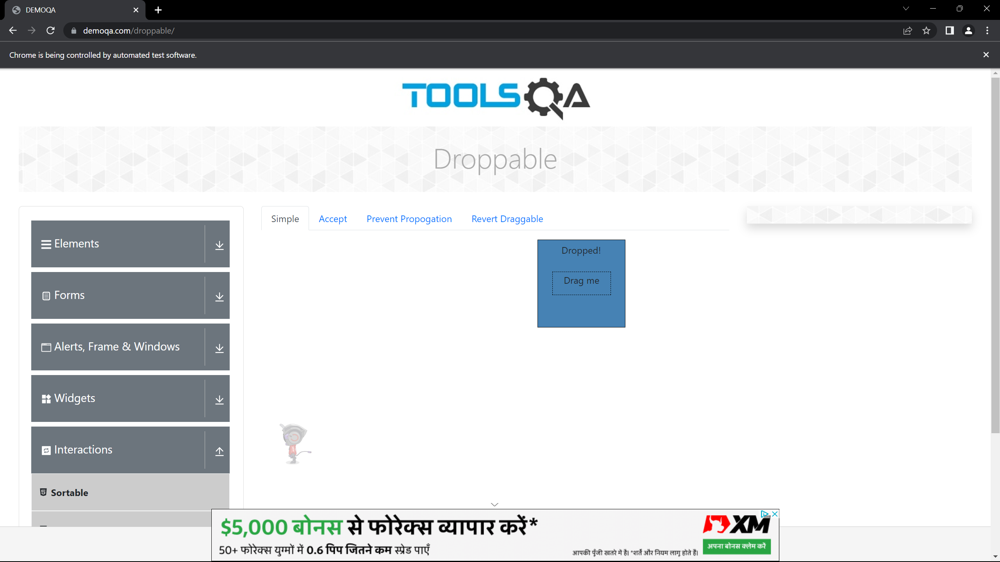 DEMOQA
demoqa.com/droppable/
Chrome is being controlled by automated test software.
TOOLSQA
Droppable
Simple
Accept
Prevent Propogation
Revert Draggable
Dropped!
Drag me
Elements
Forms
Alerts, Frame & Windows
Widgets
Interactions
Sortable
$5,000 बोनस से फोरेक्स व्यापार करें*
50+ फोरेक्स युग्मों में 0.6 पिप जितने कम स्प्रेड पाएँ
आपकी पूँजी खतरे में है। *शर्तें और नियम लागू होते हैं।
XM
अपना बोनस क्लेम करें